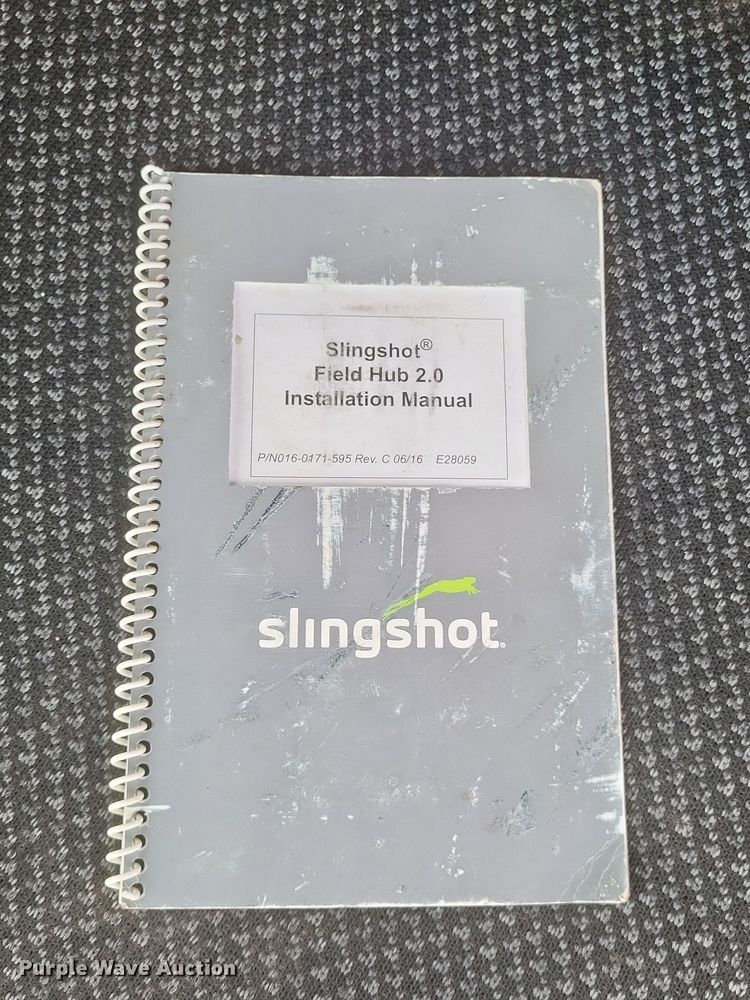 Slingshot®
Field Hub 2.0
Installation Manual
P/N016-0171-595 Rev. C 06/16 E28059
slingshot®
Purple Wave Auction